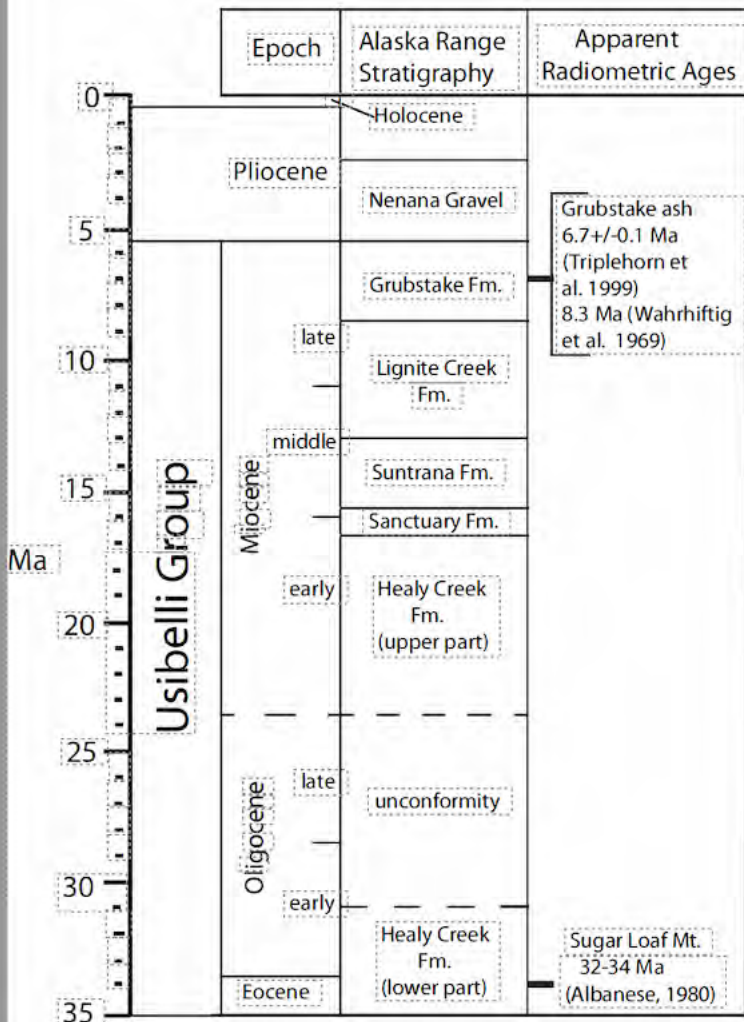 Epoch
Alaska Range
Stratigraphy
Apparent
Radiometric Ages
0
Holocene
Pliocene
Nenana Gravel
5
Grubstake ash
6.7+/-0.1 Ma
(Triplehorn et
al. 1999)
8.3 Ma (Wahrhiftig
et al. 1969)
Grubstake Fm.
late
10
Lignite Creek
Fm.
middle
Suntrana Fm.
15
Sanctuary Fm.
Miocene
Usibelli Group
Ma
early
Healy Creek
Fm.
(upper part)
20
25
late
unconformity
Oligocene
30
early
Healy Creek
Fm.
(lower part)
Sugar Loaf Mt.
32-34 Ma
(Albanese, 1980)
Eocene
35